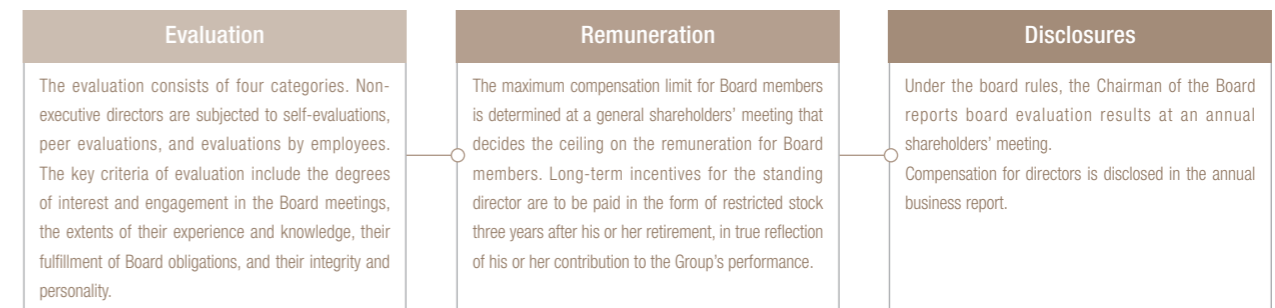 Evaluation
The evaluation consists of four categories. Non-
executive directors are subjected to self-evaluations,
peer evaluations, and evaluations by employees.
The key criteria of evaluation include the degrees
of interest and engagement in the Board meetings,
the extents of their experience and knowledge, their
fulfillment of Board obligations, and their integrity and
personality.
Remuneration
The maximum compensation limit for Board members
is determined at a general shareholders' meeting that
decides the ceiling on the remuneration for Board
members. Long-term incentives for the standing
director are to be paid in the form of restricted stock
three years after his or her retirement, in true reflection
of his or her contribution to the Group's performance.
Disclosures
Under the board rules, the Chairman of the Board
reports board evaluation results at an annual
shareholders' meeting.
Compensation for directors is disclosed in the annual
business report.